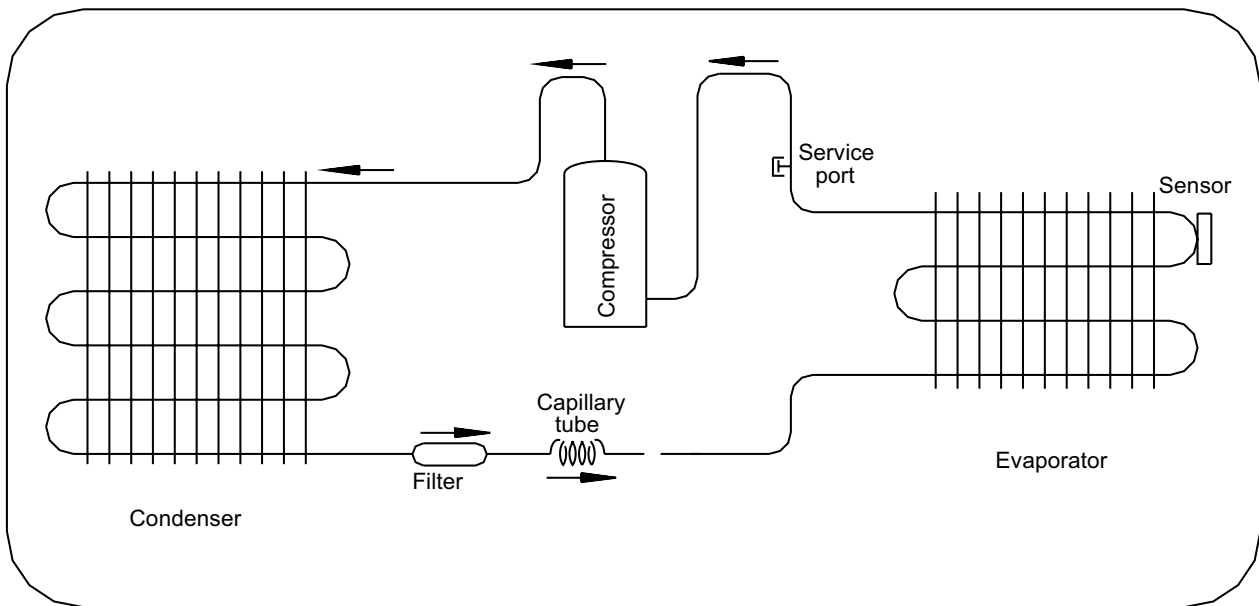 Service
port
Sensor
Compressor
Capillary
tube
Filter
Evaporator
Condenser